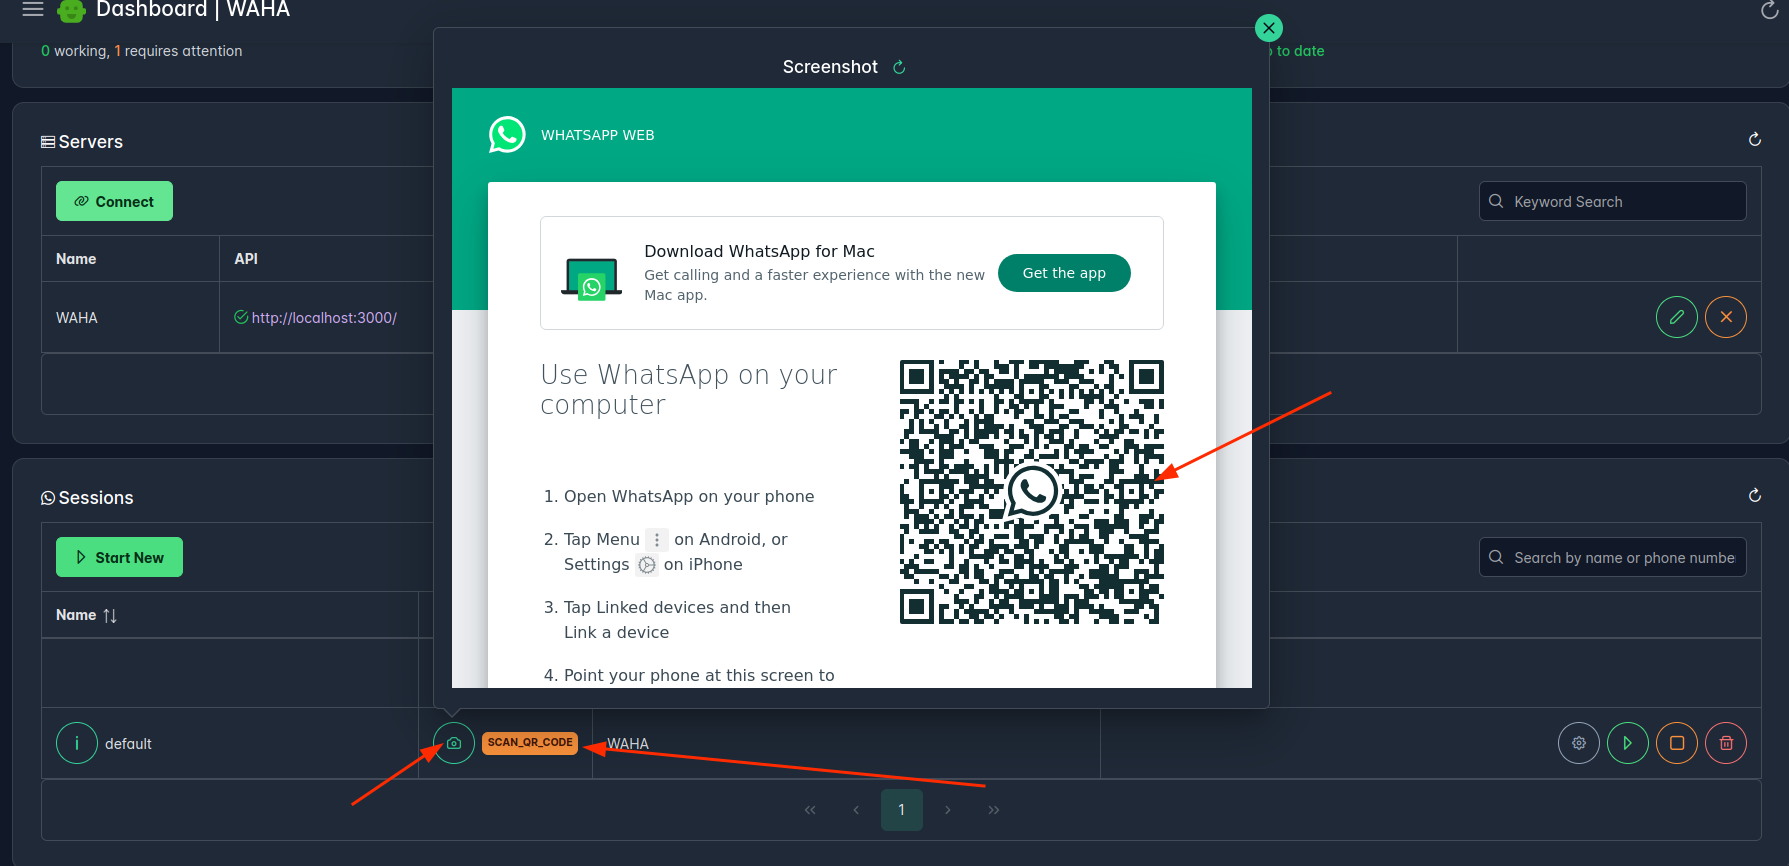 Dashboard | WAHA
0 working, 1 requires attention
to date
Screenshot
WHATSAPP WEB
Download WhatsApp for Mac
Get calling and a faster experience with the new
Mac app.
Get the app
Use WhatsApp on your
computer
1. Open WhatsApp on your phone
2. Tap Menu on Android, or
Settings on iPhone
3. Tap Linked devices and then
Link a device
4. Point your phone at this screen to
Servers
Connect
Keyword Search
Name API
WAHA http://localhost:3000/
Sessions
Start New
Search by name or phone numbe
Name
default SCAN_QR_CODE WAHA
1